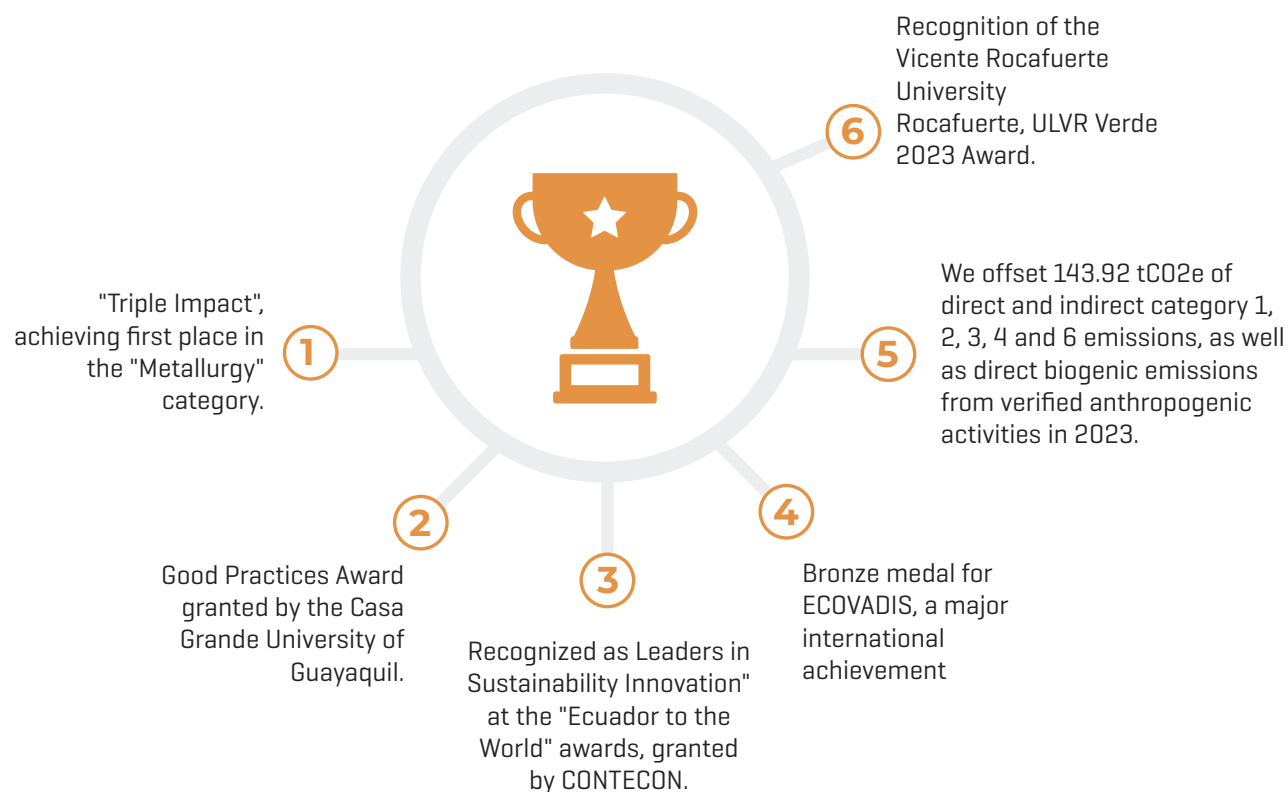 1
"Triple Impact",
achieving first place in
the "Metallurgy"
category.
2
Good Practices Award
granted by the Casa
Grande University of
Guayaquil.
3
Recognized as Leaders in
Sustainability Innovation"
at the "Ecuador to the
World" awards, granted
by CONTECON.
4
Bronze medal for
ECOVADIS, a major
international
achievement
5
We offset 143.92 tCO2e of
direct and indirect category 1,
2, 3, 4 and 6 emissions, as well
as direct biogenic emissions
from verified anthropogenic
activities in 2023.
6
Recognition of the
Vicente Rocafuerte
University
Rocafuerte, ULVR Verde
2023 Award.